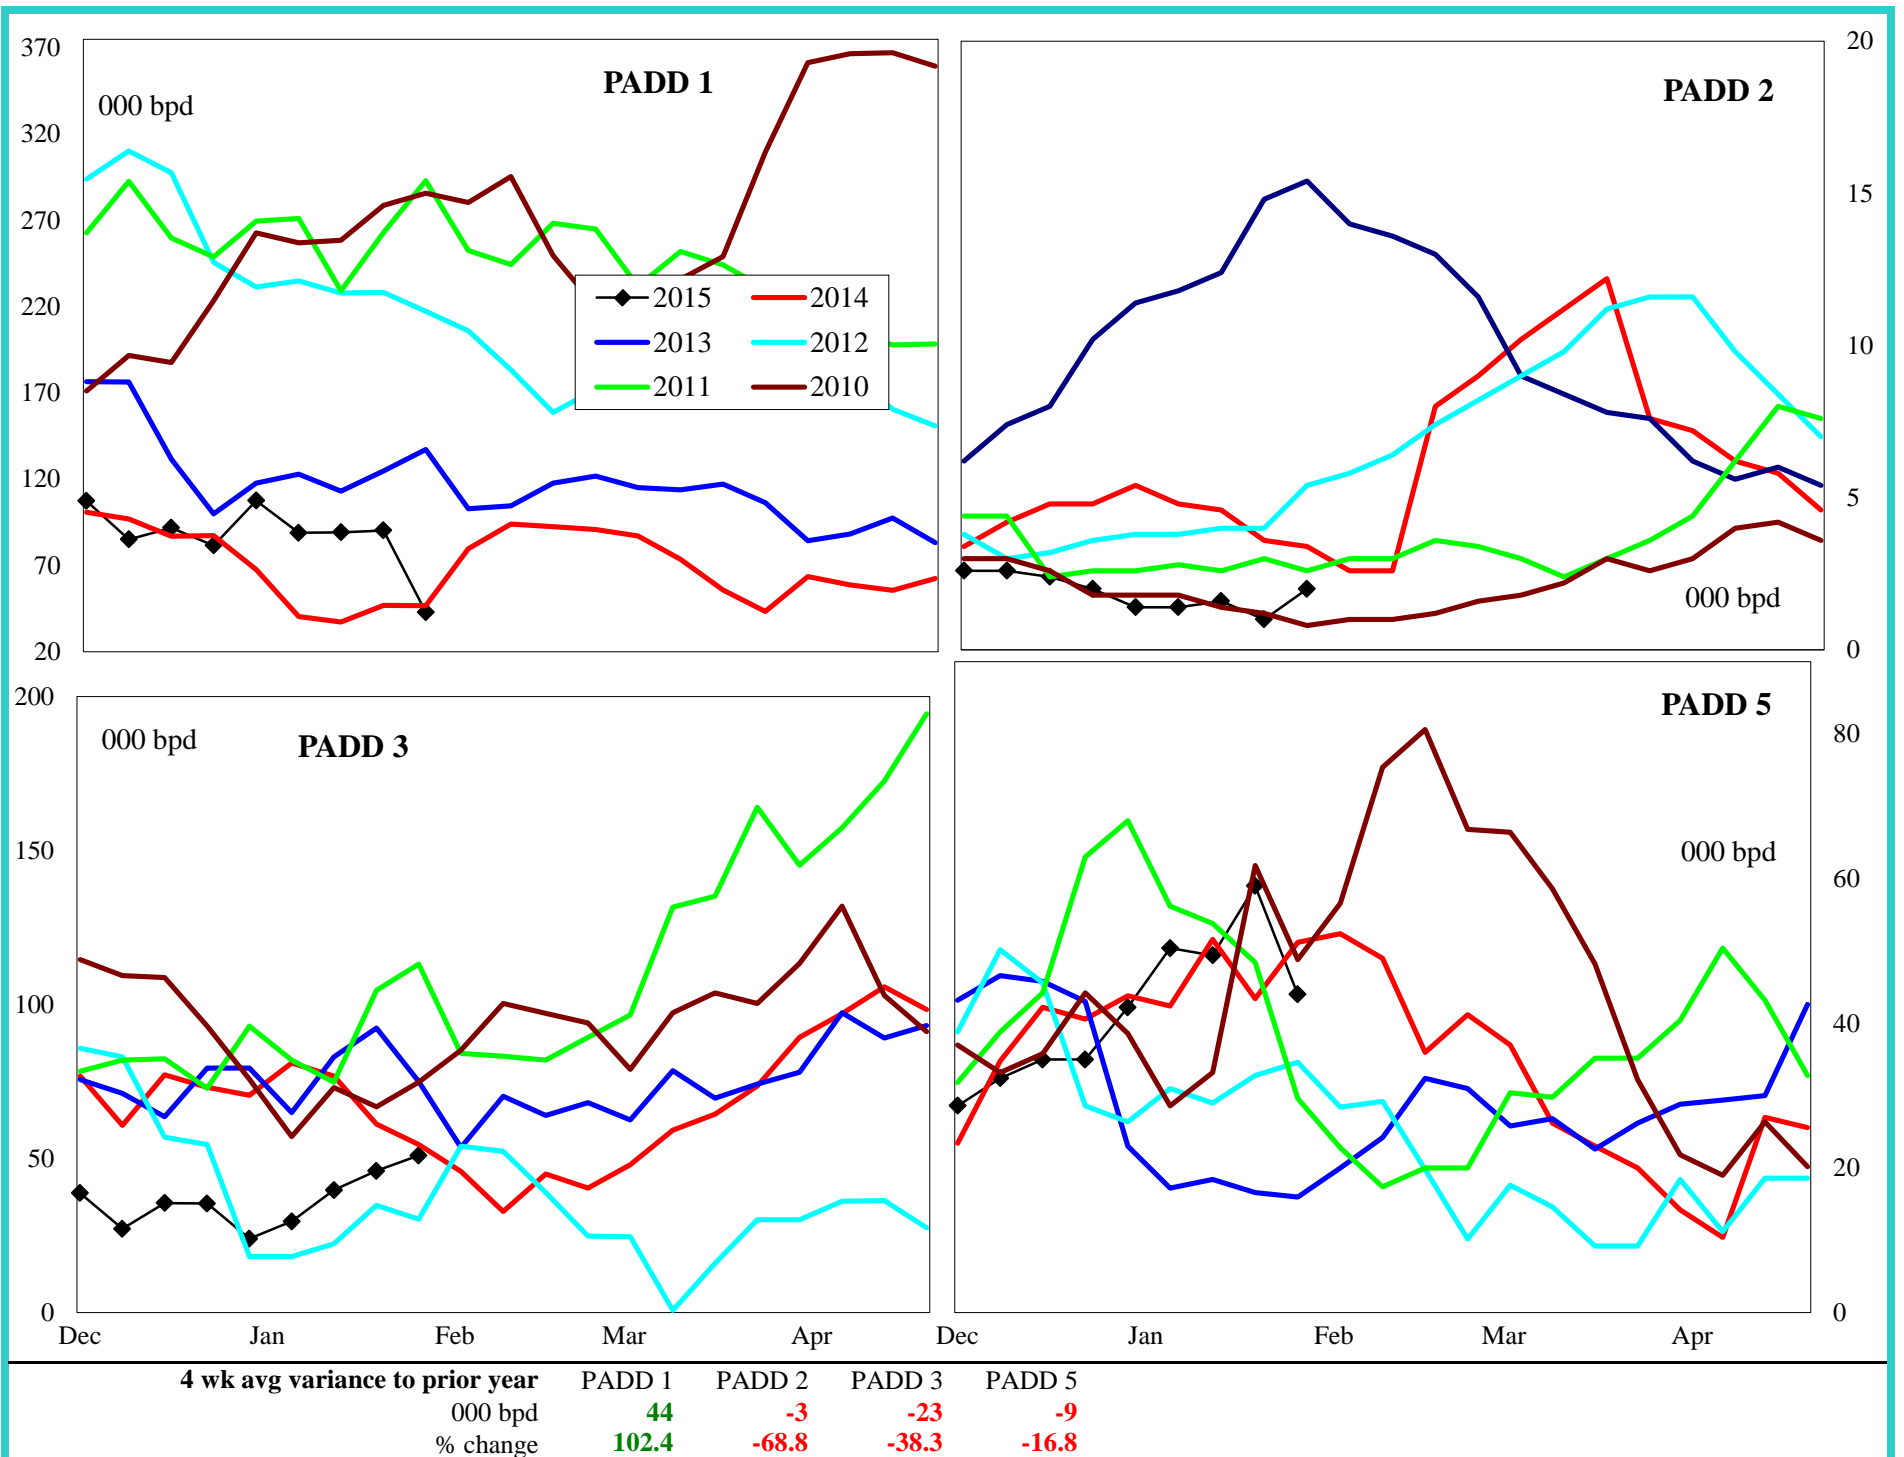 370
320
270
220
170
120
70
20
000 bpd
PADD 1
2015
2014
2013
2012
2011
2010
PADD 2
000 bpd
20
15
10
5
0
200
150
100
50
0
000 bpd
PADD 3
Dec Jan Feb Mar Apr
PADD 5
000 bpd
80
60
40
20
0
Dec Jan Feb Mar Apr
4 wk avg variance to prior year PADD 1 PADD 2 PADD 3 PADD 5
000 bpd 44 -3 -23 -9
% change 102.4 -68.8 -38.3 -16.8